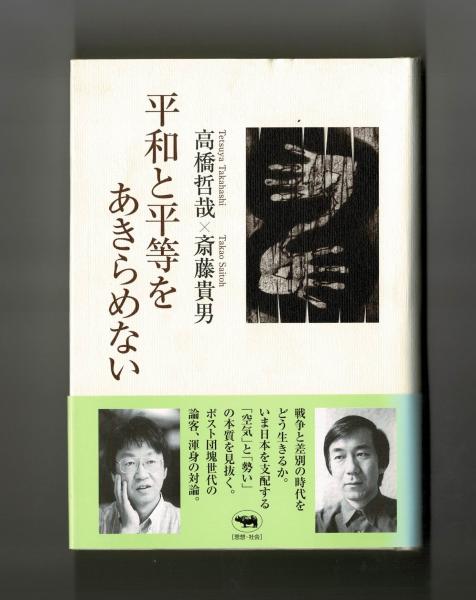 平和と平等を
あきらめない
高橋哲哉×斎藤貴男
Tetsuya Takahashi
Takao Saitoh
戦争と差別の時代を
どう生きるか。
いま日本を支配する
「空気」と「勢い」
の本質を見抜く。
ポスト団塊世代の
論客、渾身の対論。
[思想・社会]